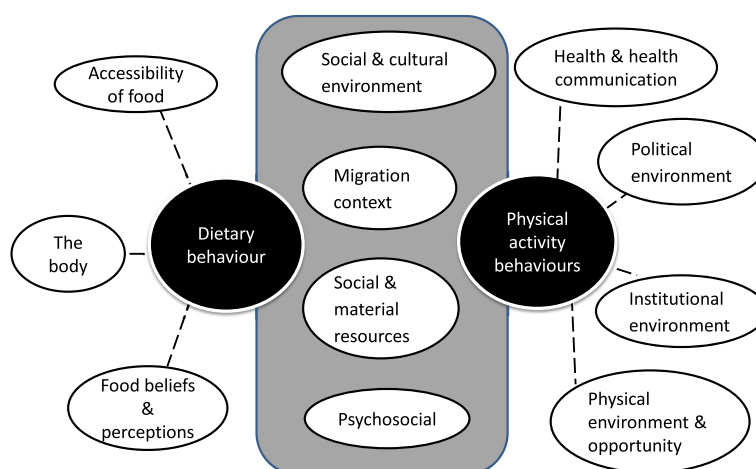 Accessibility
of food
The
body
Food beliefs
&
perceptions
Dietary
behaviour
Social & cultural
environment
Migration
context
Social &
material
resources
Psychosocial
Physical
activity
behaviours
Health & health
communication
Political
environment
Institutional
environment
Physical
environment &
opportunity